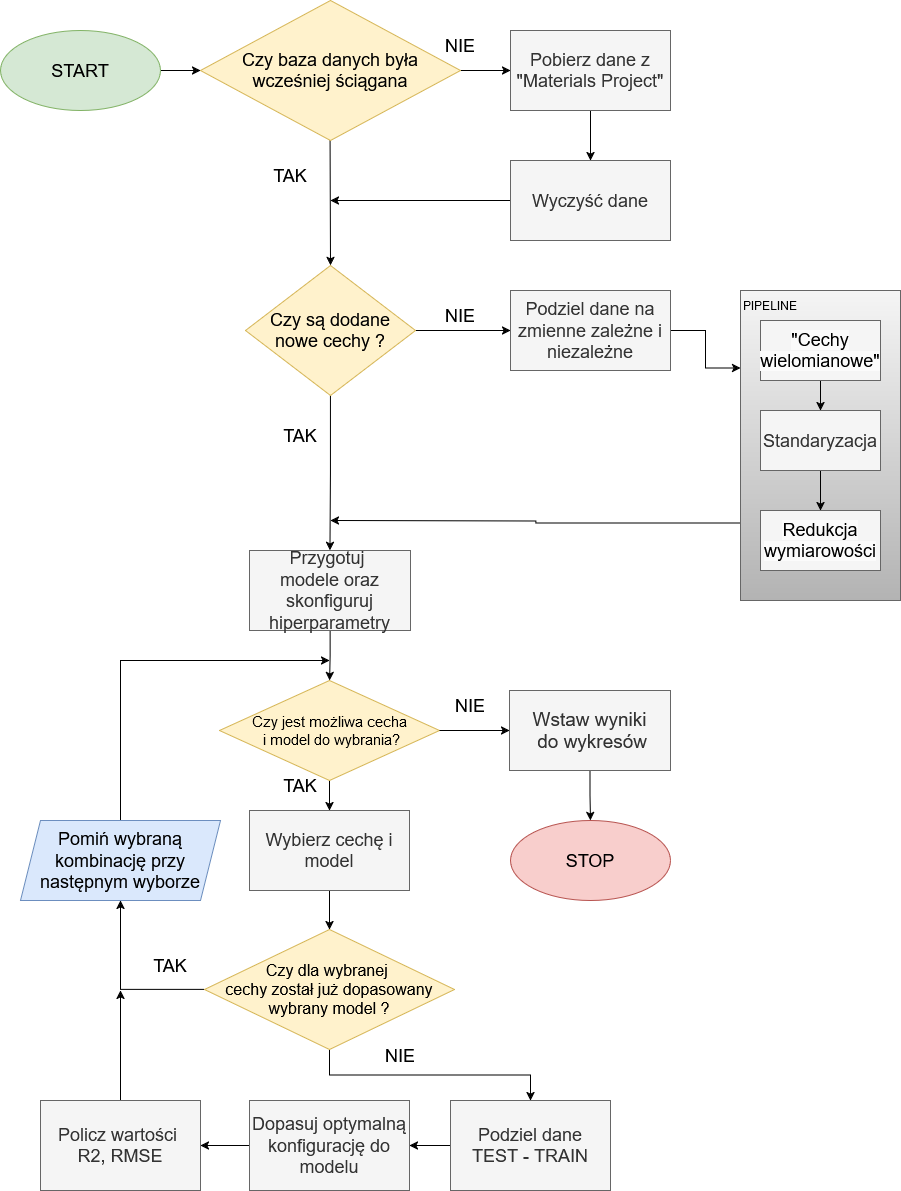 START
Czy baza danych była
wcześniej ściągana
NIE
Pobierz dane z
"Materials Project"
TAK
Wyczyść dane
Czy są dodane
nowe cechy ?
NIE
Podziel dane na
zmienne zależne i
niezależne
PIPELINE
"Cechy
wielomianowe"
Standaryzacja
Redukcja
wymiarowości
TAK
Przygotuj
modele oraz
skonfiguruj
hiperparametry
Czy jest możliwa cecha
i model do wybrania?
NIE
Wstaw wyniki
do wykresów
STOP
TAK
Wybierz cechę i
model
Pomiń wybraną
kombinację przy
następnym wyborze
Czy dla wybranej
cechy został już dopasowany
wybrany model ?
TAK
NIE
Podziel dane
TEST - TRAIN
Dopasuj optymalną
konfigurację do
modelu
Policz wartości
R2, RMSE